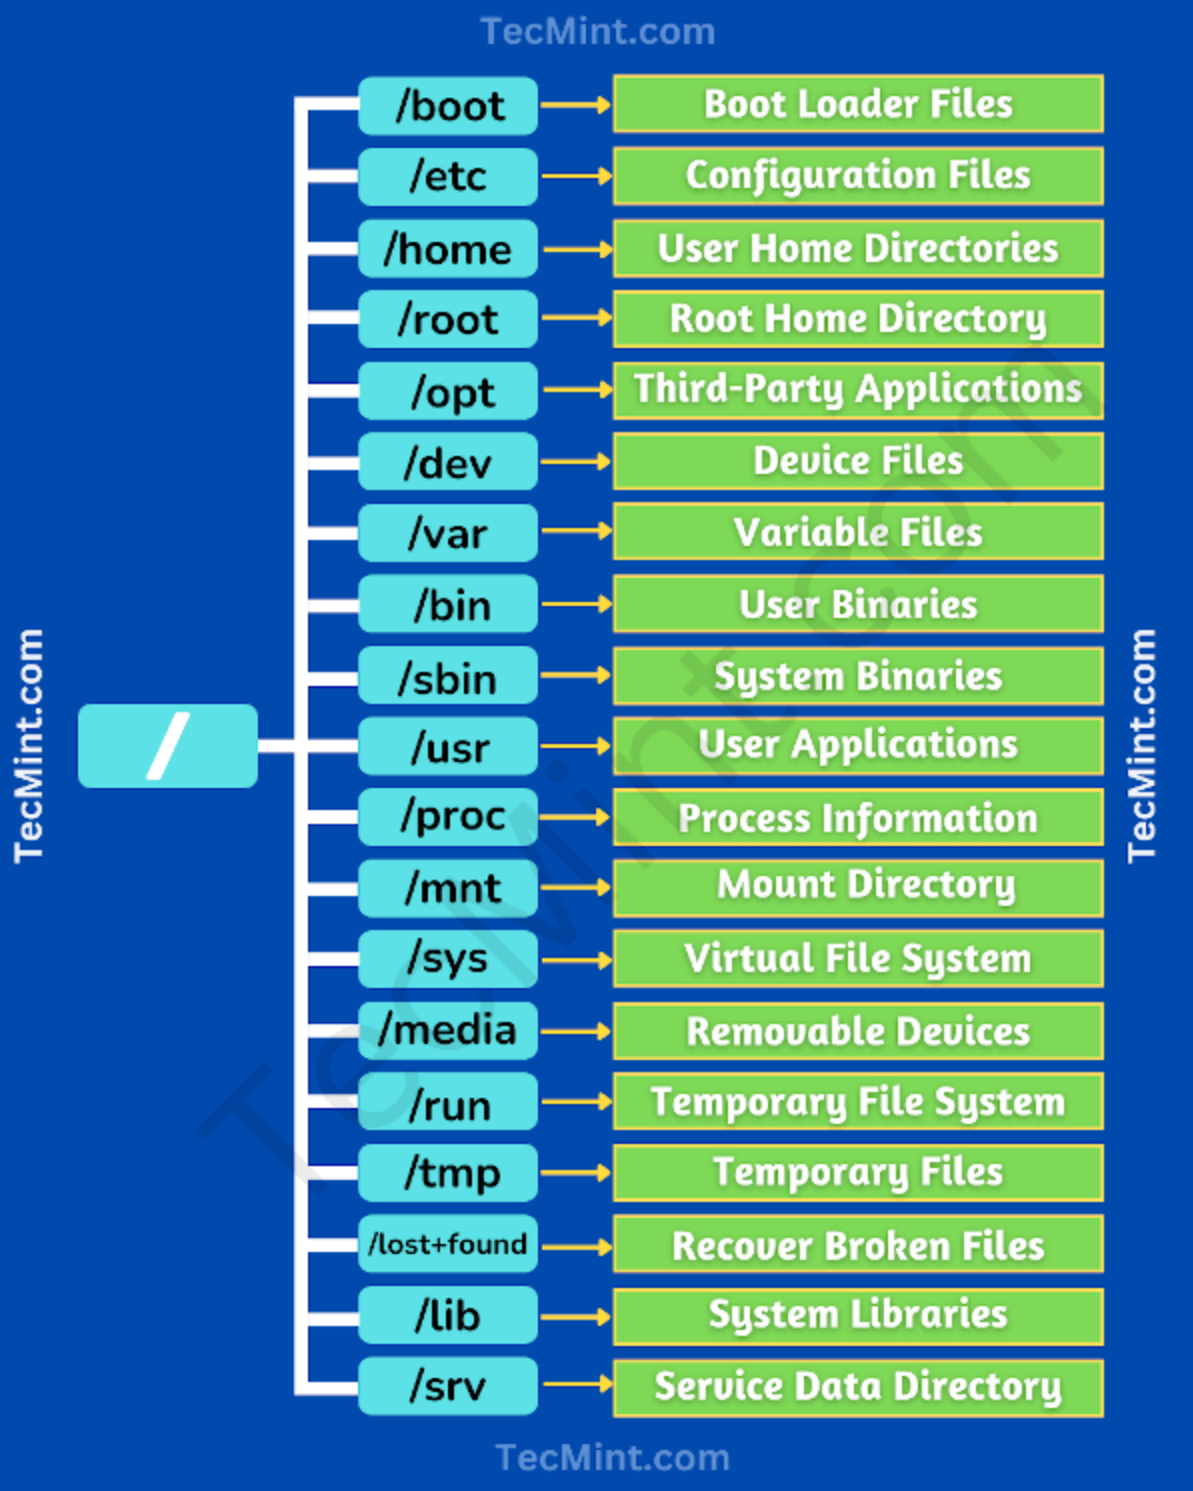 TecMint.com
/boot Boot Loader Files
/etc Configuration Files
/home User Home Directories
/root Root Home Directory
/opt Third-Party Applications
/dev Device Files
/var Variable Files
/bin User Binaries
/sbin System Binaries
/
/usr User Applications
/proc Process Information
/mnt Mount Directory
/sys Virtual File System
/media Removable Devices
/run Temporary File System
/tmp Temporary Files
/lost+found Recover Broken Files
/lib System Libraries
/srv Service Data Directory
TecMint.com
TecMint.com
TecMint.com
TecMint.com